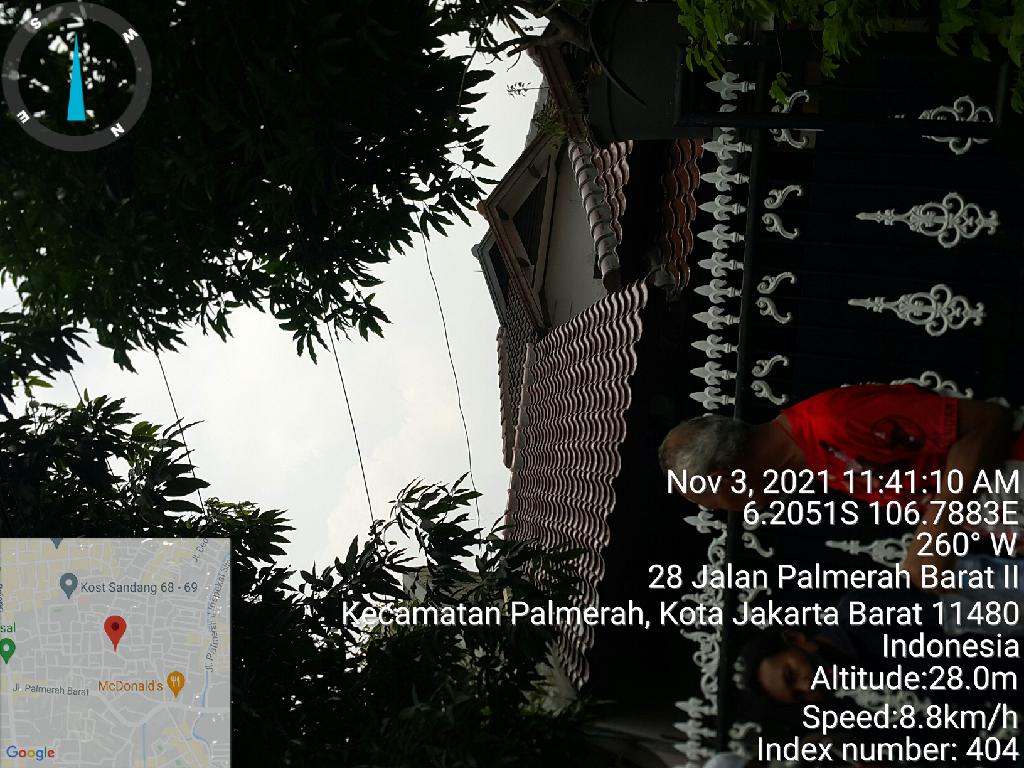 S
W
E
N
Nov 3, 2021 11:41:10 AM
6.2051S 106.7883E
260° W
28 Jalan Palmerah Barat II
Kecamatan Palmerah, Kota Jakarta Barat 11480
Indonesia
Altitude:28.0m
Speed:8.8km/h
Index number: 404
Kost Sandang 68 - 69
sal
Jl. Palmerah Barat
McDonald's
Google